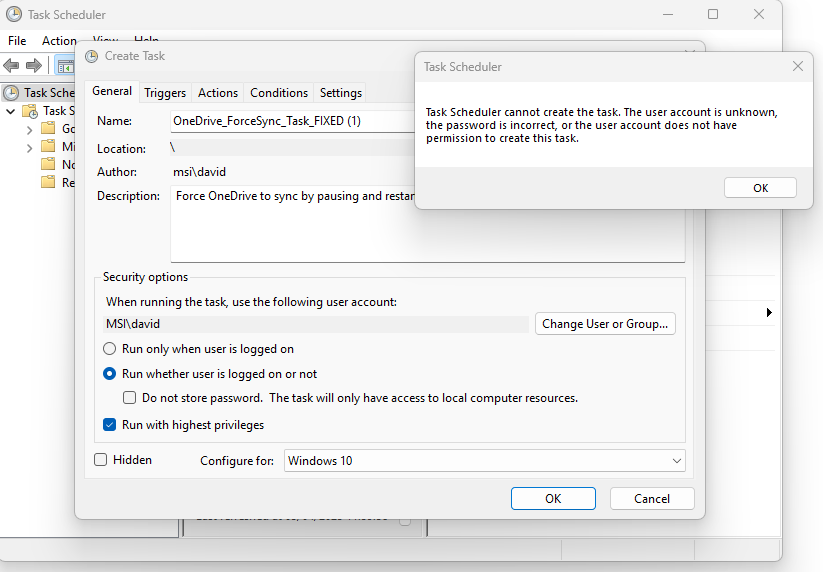 Task Scheduler
File Action View Help
Task Sche
Task S
Go
Mi
No
Re
Create Task
General Triggers Actions Conditions Settings
Name: OneDrive_ForceSync_Task_FIXED (1)
Location: \
Author: msi\david
Description: Force OneDrive to sync by pausing and restar
Security options
When running the task, use the following user account:
MSI\david
Change User or Group...
Run only when user is logged on
Run whether user is logged on or not
Do not store password. The task will only have access to local computer resources.
Run with highest privileges
Hidden
Configure for: Windows 10
OK Cancel
Task Scheduler
Task Scheduler cannot create the task. The user account is unknown,
the password is incorrect, or the user account does not have
permission to create this task.
OK